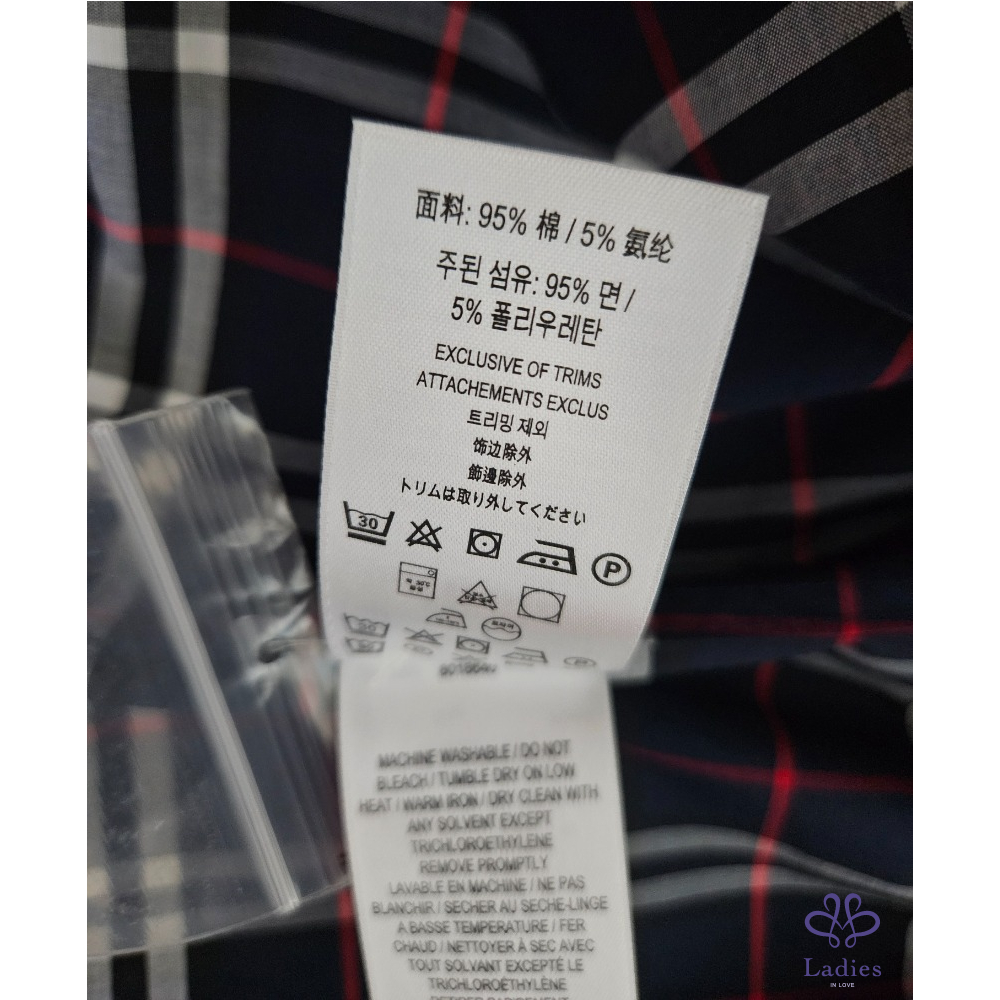 面料: 95% 棉 / 5% 氨纶
주된 섬유: 95% 면 /
5% 폴리우레탄
EXCLUSIVE OF TRIMS
ATTACHEMENTS EXCLUS
트리밍 제외
饰边除外
飾邊除外
トリムは取り外してください
30
P
MACHINE WASHABLE / DO NOT
BLEACH / TUMBLE DRY ON LOW
HEAT / WARM IRON / DRY CLEAN WITH
ANY SOLVENT EXCEPT
TRICHLOROETHYLENE
REMOVE PROMPTLY
LAVABLE EN MACHINE / NE PAS
BLANCHIR / SECHER AU SECHE-LINGE
A BASSE TEMPERATURE / FER
CHAUD / NETTOYER À SEC AVEC
TOUT SOLVANT EXCEPTÉ LE
TRICHLOROÉTHYLÈNE
Ladies
IN LOVE